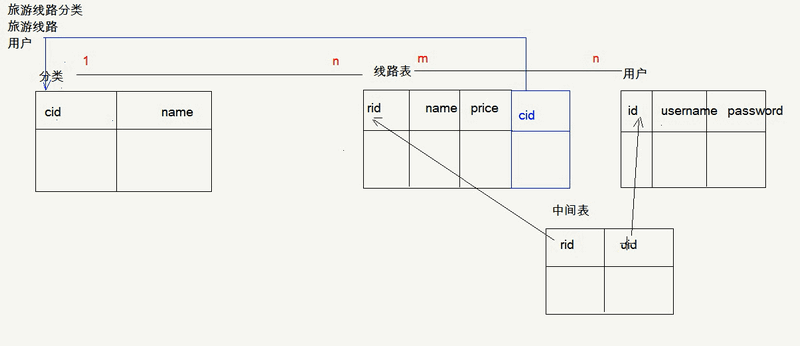 旅游线路分类
旅游线路
用户
分类 1 n 线路表 m n 用户
cid name
rid name price cid
id username password
中间表
rid uid